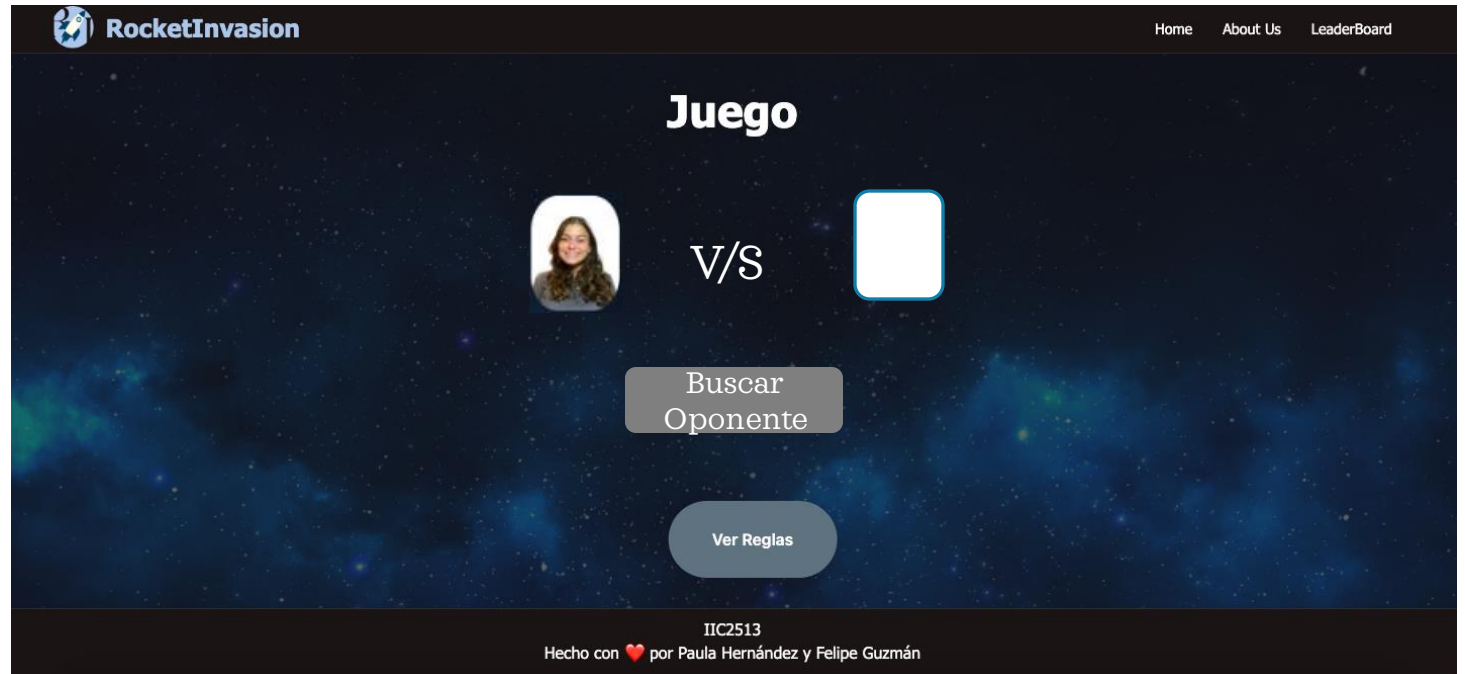 RocketInvasion
Home About Us LeaderBoard
Juego
V/S
Buscar
Oponente
Ver Reglas
IIC2513
Hecho con ❤️ por Paula Hernández y Felipe Guzmán